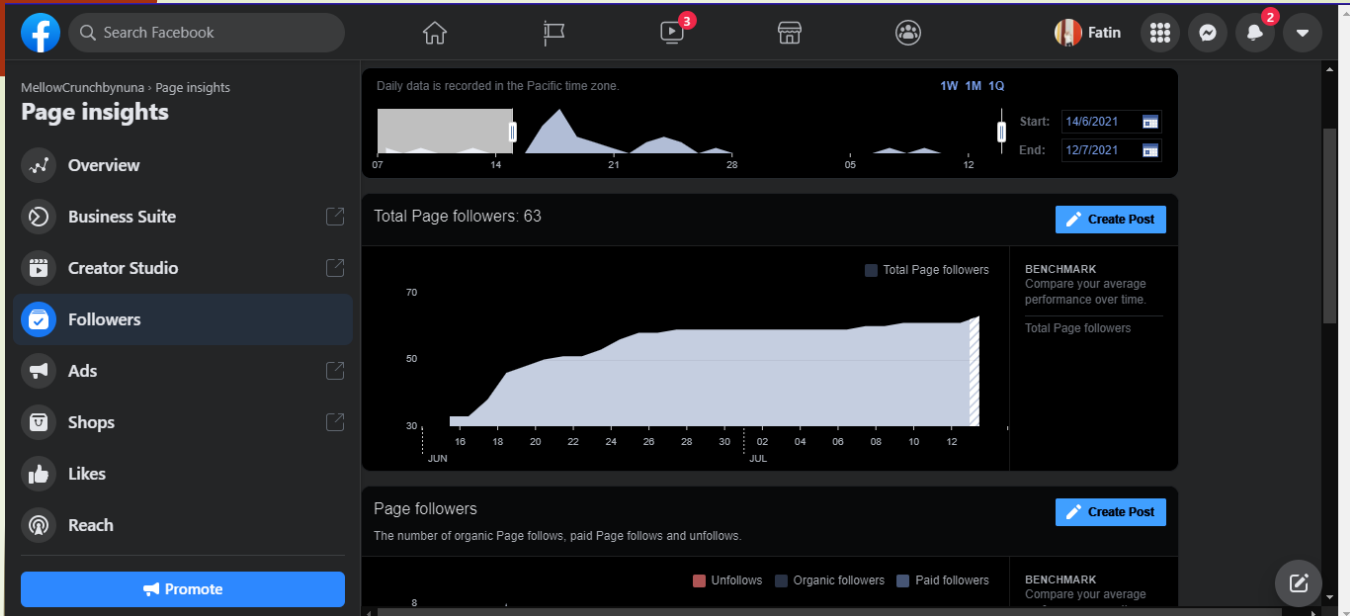 Search Facebook
3
Fatin
2
MellowCrunchbynuna › Page insights
Page insights
Overview
Business Suite
Creator Studio
Followers
Ads
Shops
Likes
Reach
Promote
Daily data is recorded in the Pacific time zone.
1W 1M 1Q
Start: 14/6/2021
End: 12/7/2021
07 14 21 28 05 12
Total Page followers: 63
Create Post
Total Page followers
70
50
30
16 18 20 22 24 26 28 30 02 04 06 08 10 12
JUN JUL
BENCHMARK
Compare your average
performance over time.
Total Page followers
Page followers
Create Post
The number of organic Page follows, paid Page follows and unfollows.
Unfollows Organic followers Paid followers
8
BENCHMARK
Compare your average